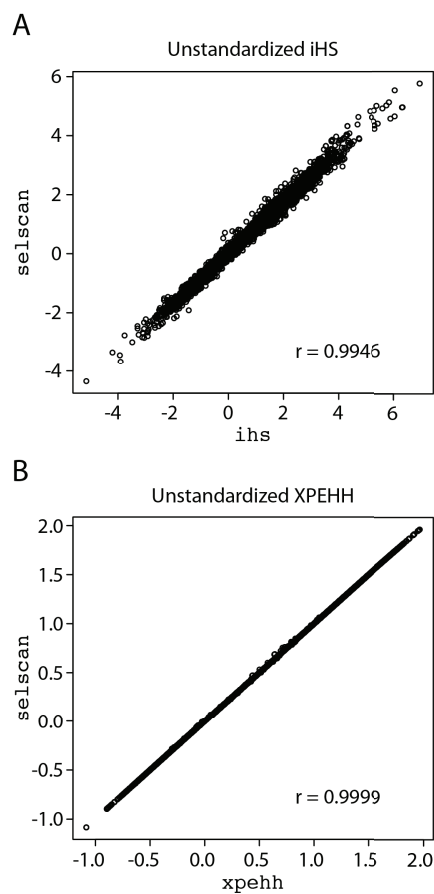 A
Unstandardized iHS
6
4
2
0
-2
-4
selscan
r = 0.9946
-4 -2 0 2 4 6
ihs
B
Unstandardized XPEHH
2.0
1.5
1.0
0.5
0.0
-0.5
-1.0
selscan
r = 0.9999
-1.0 -0.5 0.0 0.5 1.0 1.5 2.0
xpehh